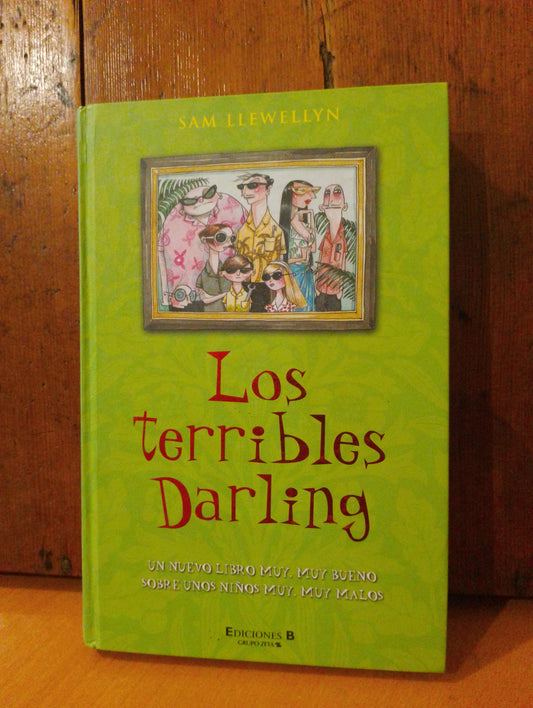 SAM LLEWELLYN
Los
terribles
Darling
UN NUEVO LIBRO MUY, MUY BUENO
SOBRE UNOS NIÑOS MUY, MUY MALOS
EDICIONES B
GRUPO ZETA